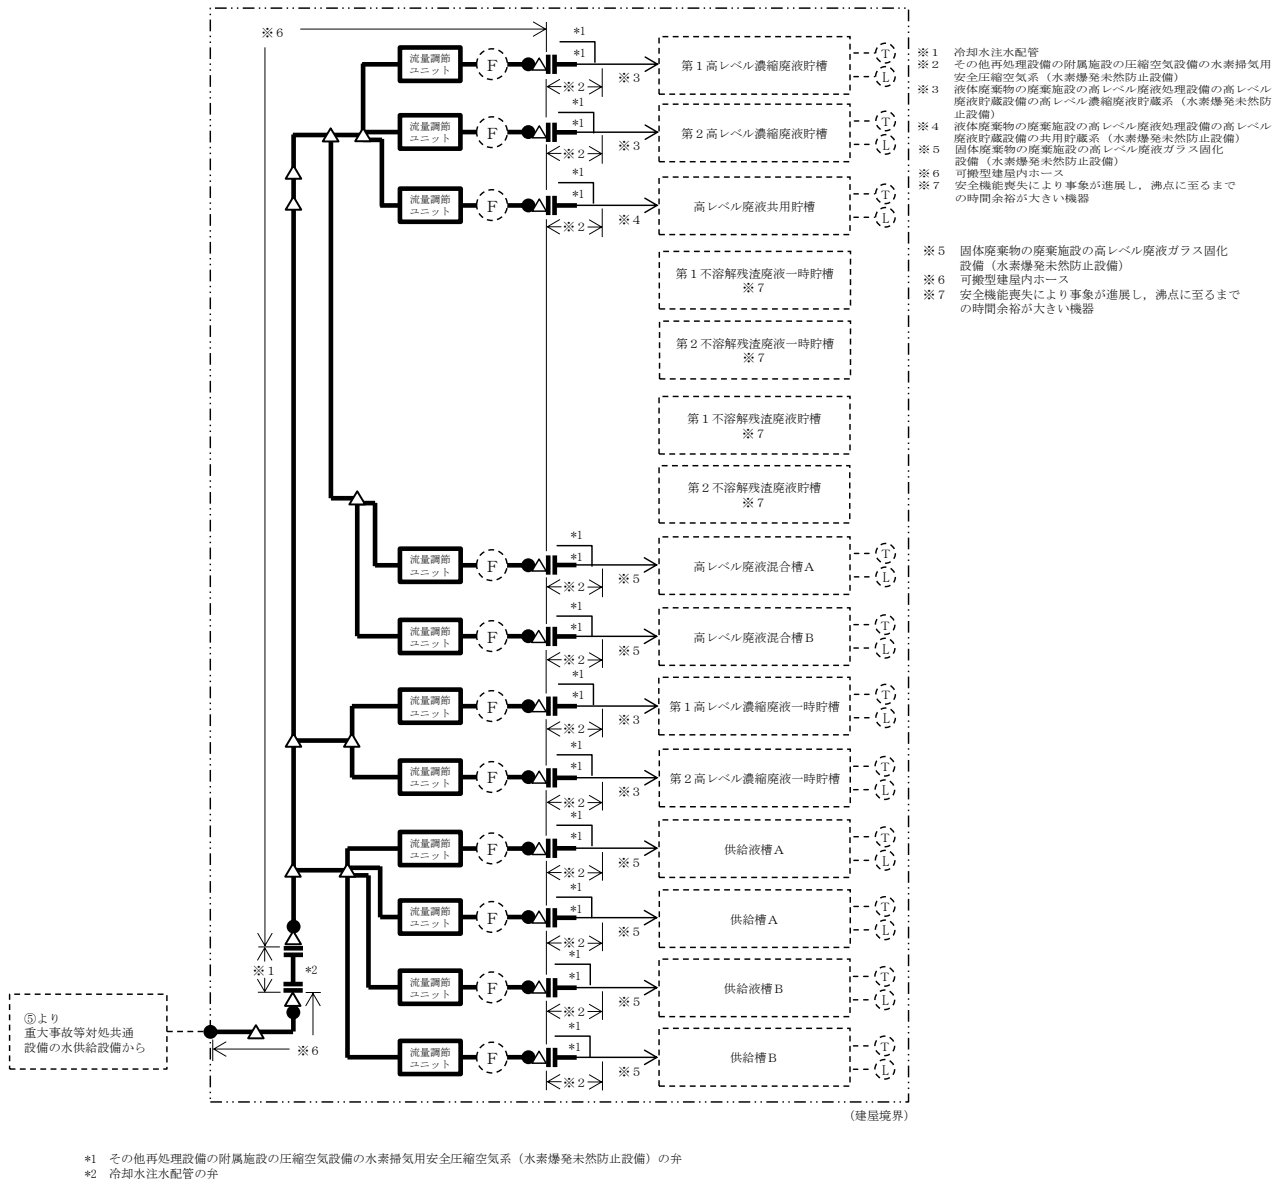 ※６
*1
*1
流量調節
ユニット
F
※２
※３
第１高レベル濃縮廃液貯槽
T
L
*1
*1
流量調節
ユニット
F
※２
※３
第２高レベル濃縮廃液貯槽
T
L
*1
*1
流量調節
ユニット
F
※２
※４
高レベル廃液共用貯槽
T
L
第１不溶解残渣廃液一時貯槽
※７
第２不溶解残渣廃液一時貯槽
※７
第１不溶解残渣廃液貯槽
※７
第２不溶解残渣廃液貯槽
※７
*1
*1
流量調節
ユニット
F
※２
※５
高レベル廃液混合槽Ａ
T
L
*1
*1
流量調節
ユニット
F
※２
※５
高レベル廃液混合槽Ｂ
T
L
*1
*1
流量調節
ユニット
F
※２
※３
第１高レベル濃縮廃液一時貯槽
T
L
*1
*1
流量調節
ユニット
F
※２
※３
第２高レベル濃縮廃液一時貯槽
T
L
*1
*1
流量調節
ユニット
F
※２
※５
供給液槽Ａ
T
L
*1
*1
流量調節
ユニット
F
※２
※５
供給槽Ａ
T
L
*1
*1
流量調節
ユニット
F
※２
※５
供給液槽Ｂ
T
L
*1
*1
流量調節
ユニット
F
※２
※５
供給槽Ｂ
T
L
※１
*2
※６
⑤より
重大事故等対処共通
設備の水供給設備から
（建屋境界）
※１　冷却水注水配管
※２　その他再処理設備の附属施設の圧縮空気設備の水素掃気用
安全圧縮空気系（水素爆発未然防止設備）
※３　液体廃棄物の廃棄施設の高レベル廃液処理設備の高レベル
廃液貯蔵設備の高レベル濃縮廃液貯蔵系（水素爆発未然防
止設備）
※４　液体廃棄物の廃棄施設の高レベル廃液処理設備の高レベル
廃液貯蔵設備の共用貯蔵系（水素爆発未然防止設備）
※５　固体廃棄物の廃棄施設の高レベル廃液ガラス固化
設備（水素爆発未然防止設備）
※６　可搬型建屋内ホース
※７　安全機能喪失により事象が進展し，沸点に至るまで
の時間余裕が大きい機器
※５　固体廃棄物の廃棄施設の高レベル廃液ガラス固化
設備（水素爆発未然防止設備）
※６　可搬型建屋内ホース
※７　安全機能喪失により事象が進展し，沸点に至るまで
の時間余裕が大きい機器
*1　その他再処理設備の附属施設の圧縮空気設備の水素掃気用安全圧縮空気系（水素爆発未然防止設備）の弁
*2　冷却水注水配管の弁